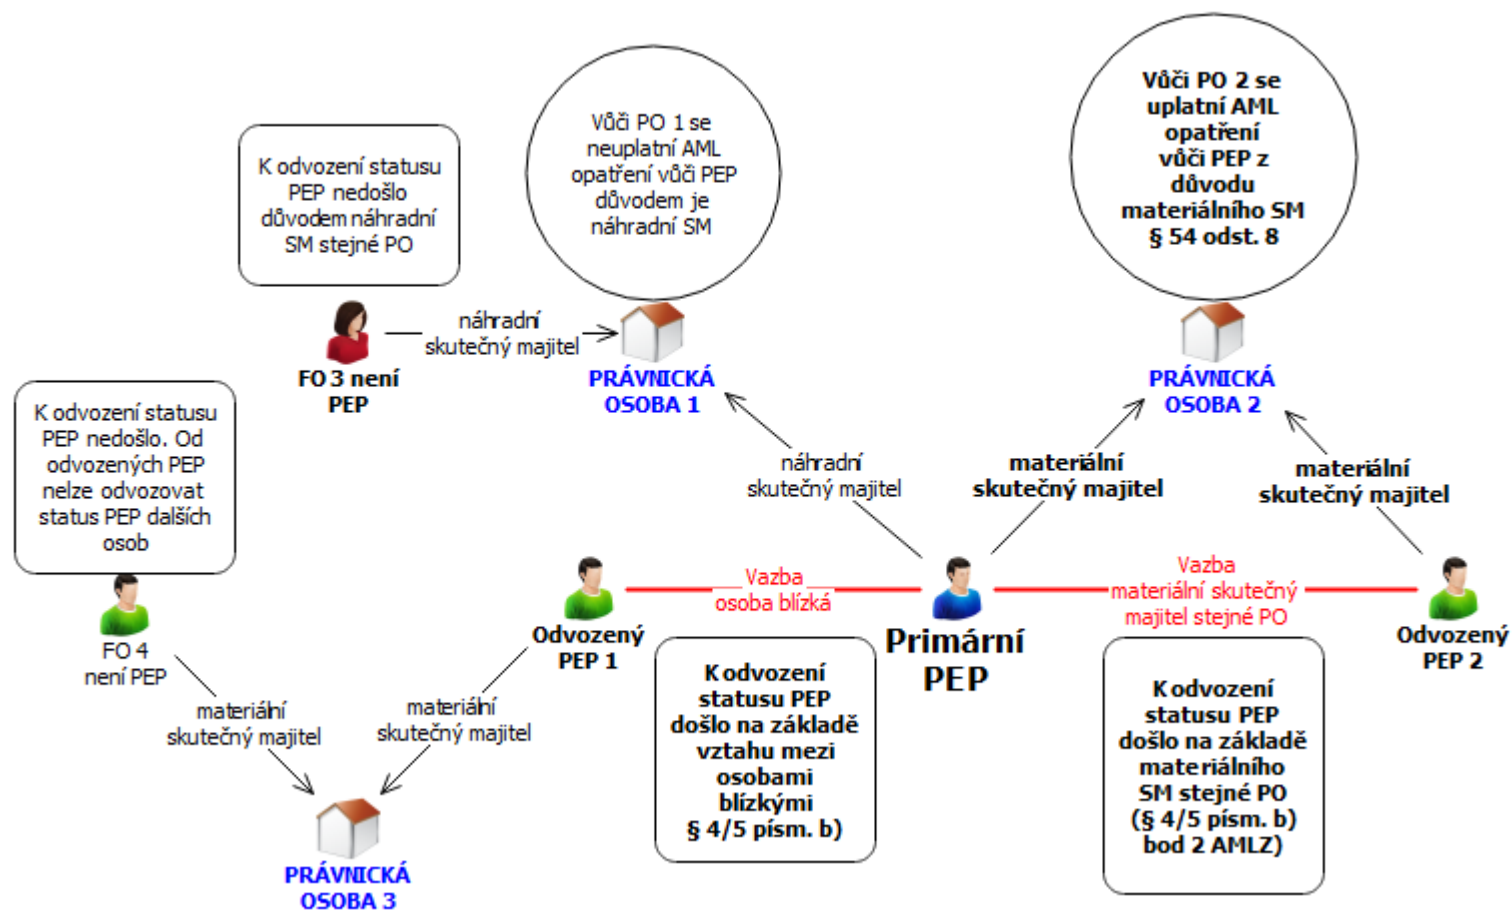 Vůči PO 2 se
uplatní AML
opatření
vůči PEP z
důvodu
materiálního SM
§ 54 odst. 8
Vůči PO 1 se
neuplatní AML
opatření vůči PEP
důvodem je
náhradní SM
K odvození statusu
PEP nedošlo
důvodem náhradní
SM stejné PO
náhradní
skutečný majitel
FO 3 není
PEP
PRÁVNICKÁ
OSOBA 1
PRÁVNICKÁ
OSOBA 2
K odvození statusu
PEP nedošlo. Od
odvozených PEP
nelze odvozovat
status PEP dalších
osob
náhradní
skutečný majitel
materiální
skutečný majitel
materiální
skutečný majitel
Vazba
osoba blízká
Vazba
materiální skutečný
majitel stejné PO
FO 4
není PEP
Odvozený
PEP 1
Primární
PEP
Odvozený
PEP 2
K odvození
statusu PEP
došlo na základě
vztahu mezi
osobami
blízkými
§ 4/5 písm. b)
K odvození
statusu PEP
došlo na základě
materiálního
SM stejné PO
(§ 4/5 písm. b)
bod 2 AMLZ)
materiální
skutečný majitel
materiální
skutečný majitel
PRÁVNICKÁ
OSOBA 3